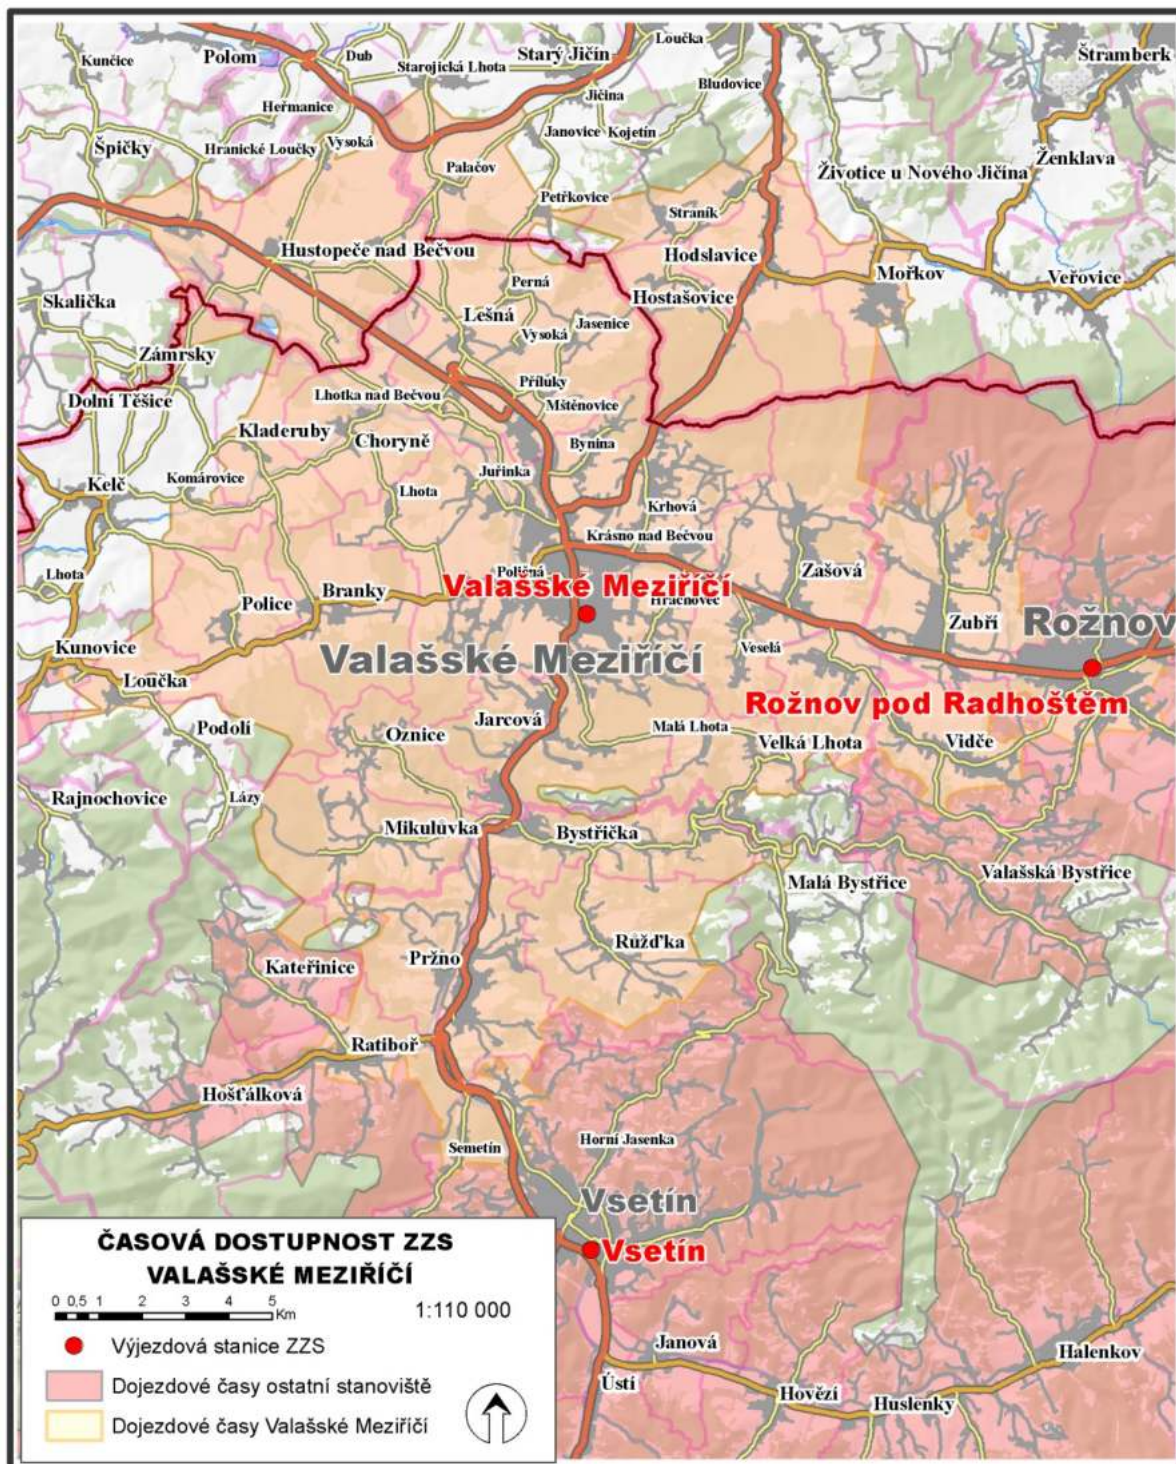 Kunčice
Polom
Dub
Starojická Lhota
Starý Jičín
Loučka
Štramberk
Bludovice
Jičina
Heřmanice
Špičky
Hranické Loučky
Vysoká
Janovice
Kojetín
Palačov
Ženklava
Životice u Nového Jičína
Petřkovice
Straník
Hustopeče nad Bečvou
Hodslavice
Mořkov
Veřovice
Skalička
Perná
Hostašovice
Lešná
Vysoká
Jasenice
Zámrsky
Dolní Těšice
Lhotka nad Bečvou
Příluky
Mštěnovice
Kladeruby
Choryně
Bynina
Kelč
Komárovice
Juřinka
Lhota
Krhová
Krásno nad Bečvou
Lhota
Poličná
Zašová
Police
Branky
Valašské Meziříčí
Hrachovec
Zubří
Rožnov
Kunovice
Valašské Meziříčí
Veselá
Loučka
Rožnov pod Radhoštěm
Podolí
Oznice
Jarcová
Malá Lhota
Velká Lhota
Vidče
Rajnochovice
Lázy
Mikulůvka
Bystřička
Malá Bystřice
Valašská Bystřice
Růžďka
Kateřinice
Pržno
Ratiboř
Hošťálková
Semetín
Horní Jasenka
Vsetín
Vsetín
ČASOVÁ DOSTUPNOST ZZS
VALAŠSKÉ MEZIŘÍČÍ
0 0,5 1 2 3 4 5
Km
1:110 000
Výjezdová stanice ZZS
Dojezdové časy ostatní stanoviště
Dojezdové časy Valašské Meziříčí
Janová
Ústí
Hovězí
Huslenky
Halenkov